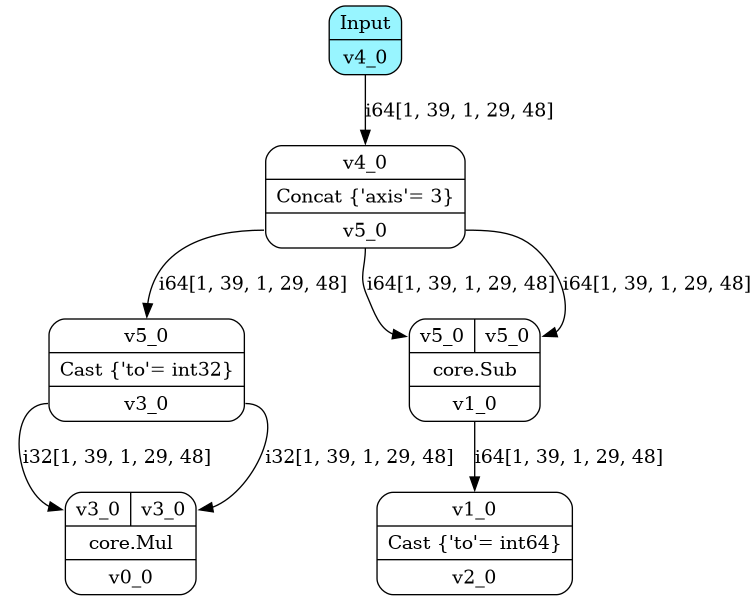 Input
v4_0
i64[1, 39, 1, 29, 48]
v4_0
Concat {'axis'= 3}
v5_0
i64[1, 39, 1, 29, 48]
i64[1, 39, 1, 29, 48]
i64[1, 39, 1, 29, 48]
v5_0
Cast {'to'= int32}
v3_0
v5_0 v5_0
core.Sub
v1_0
i32[1, 39, 1, 29, 48]
i32[1, 39, 1, 29, 48]
i64[1, 39, 1, 29, 48]
v3_0 v3_0
core.Mul
v0_0
v1_0
Cast {'to'= int64}
v2_0